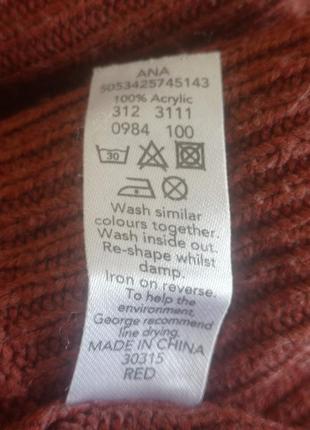 ANA
5053425745143
100% Acrylic
312 3111
0984 100
30
Wash similar
colours together.
Wash inside out.
Re-shape whilst
damp.
Iron on reverse.
To help the
environment,
George recommend
line drying.
MADE IN CHINA
30315
RED